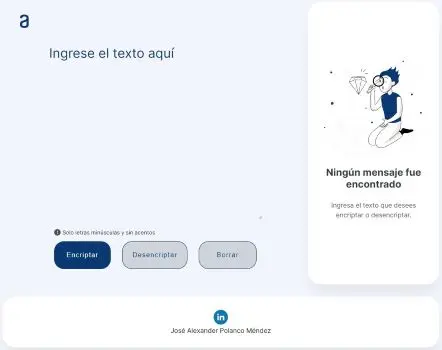 a
Ingrese el texto aquí
Ningún mensaje fue
encontrado
Ingresa el texto que desees
encriptar o desencriptar.
Solo letras minúsculas y sin acentos
Encriptar
Desencriptar
Borrar
in
José Alexander Polanco Méndez